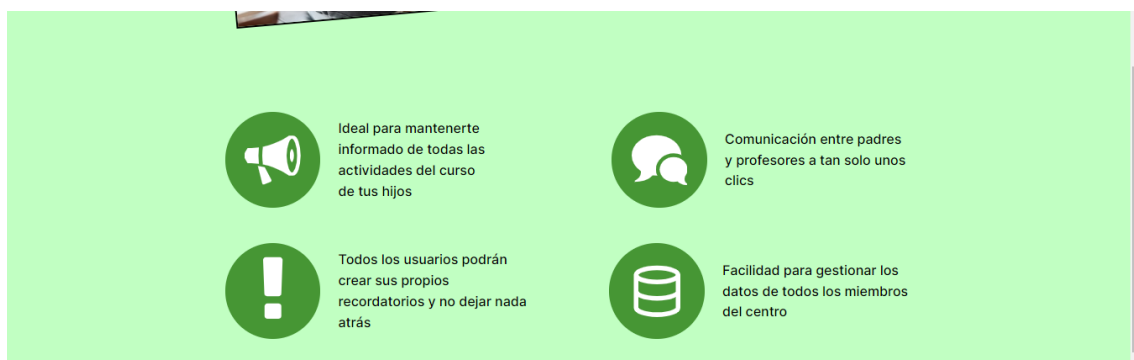 Ideal para mantenerte
informado de todas las
actividades del curso
de tus hijos
Comunicación entre padres
y profesores a tan solo unos
clics
Todos los usuarios podrán
crear sus propios
recordatorios y no dejar nada
atrás
Facilidad para gestionar los
datos de todos los miembros
del centro